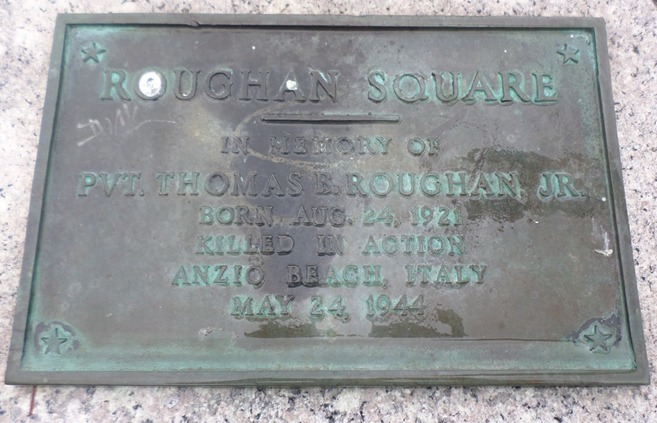 ROUGHAN SQUARE
IN MEMORY OF
PVT. THOMAS B. ROUGHAN, JR.
BORN AUG. 24, 1921
KILLED IN ACTION
ANZIO BEACH, ITALY
MAY 24, 1944